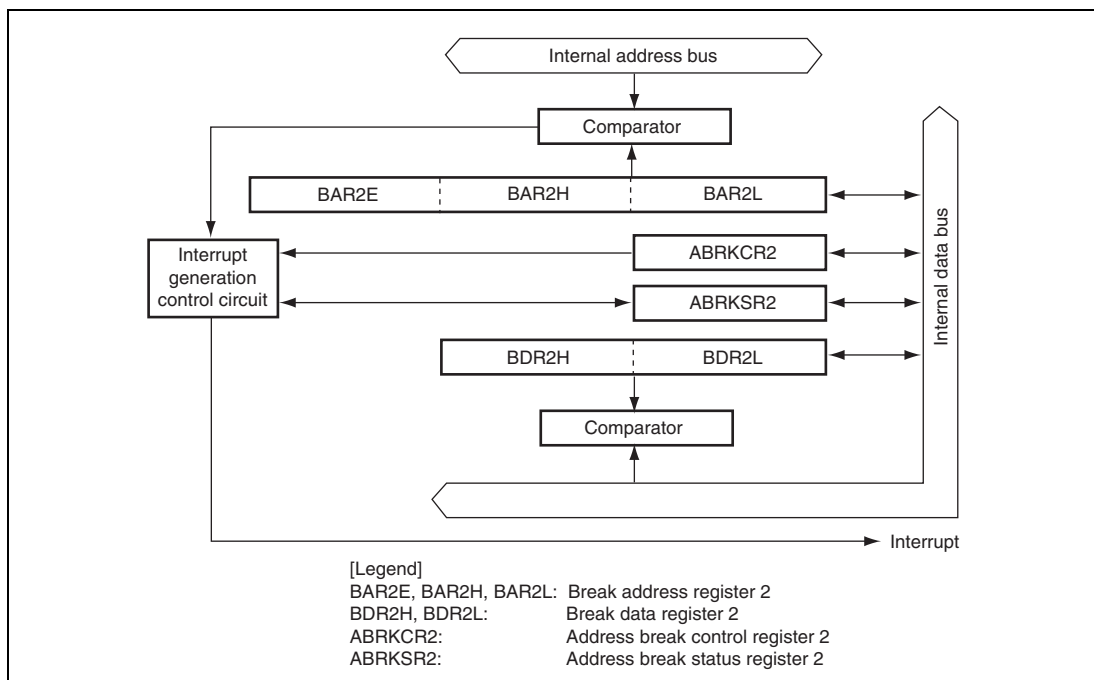 Internal address bus
Comparator
BAR2E
BAR2H
BAR2L
Interrupt
generation
control circuit
ABRKCR2
ABRKSR2
Internal data bus
BDR2H
BDR2L
Comparator
Interrupt
[Legend]
BAR2E, BAR2H, BAR2L: Break address register 2
BDR2H, BDR2L: Break data register 2
ABRKCR2: Address break control register 2
ABRKSR2: Address break status register 2